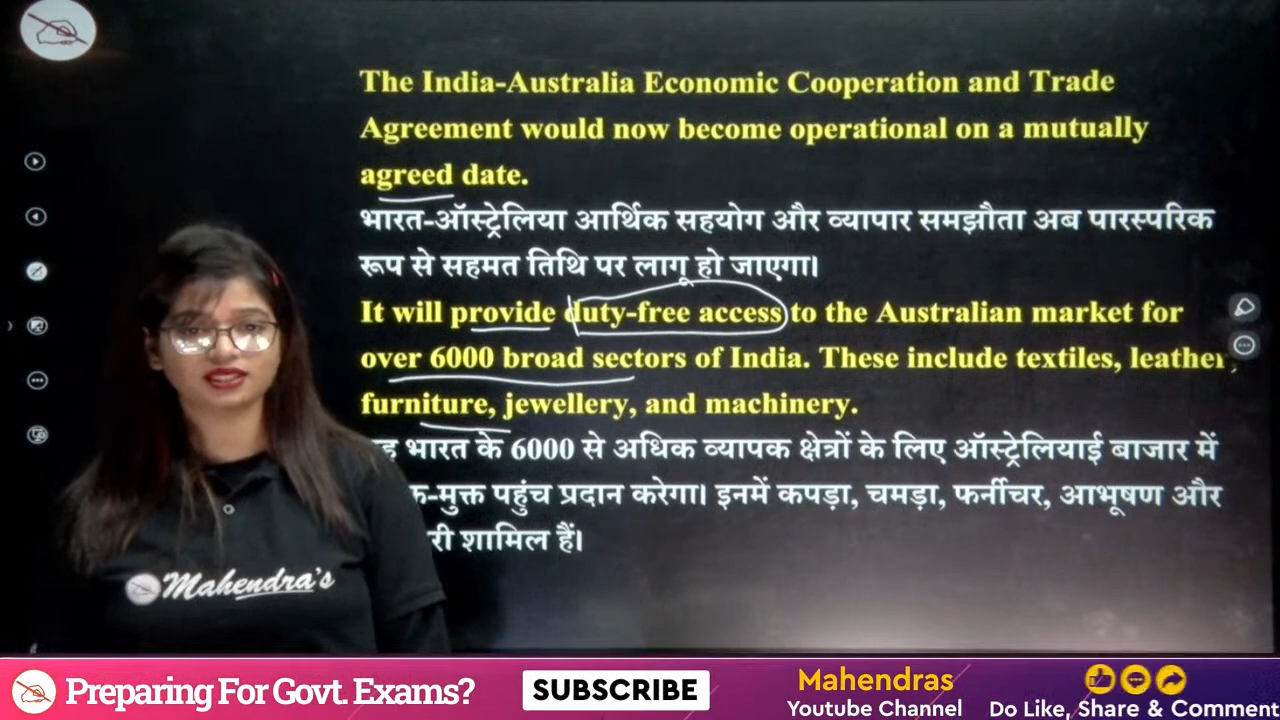 The India-Australia Economic Cooperation and Trade
Agreement would now become operational on a mutually
agreed date.
भारत-ऑस्ट्रेलिया आर्थिक सहयोग और व्यापार समझौता अब पारस्परिक
रूप से सहमत तिथि पर लागू हो जाएगा।
It will provide duty-free access to the Australian market for
over 6000 broad sectors of India. These include textiles, leather,
furniture, jewellery, and machinery.
भारत के 6000 से अधिक व्यापक क्षेत्रों के लिए ऑस्ट्रेलियाई बाजार में
मुक्त पहुंच प्रदान करेगा। इनमें कपड़ा, चमड़ा, फर्नीचर, आभूषण और
शामिल हैं।
Mahendra's
Preparing For Govt. Exams?
SUBSCRIBE
Mahendras
Youtube Channel
Do Like, Share & Comment